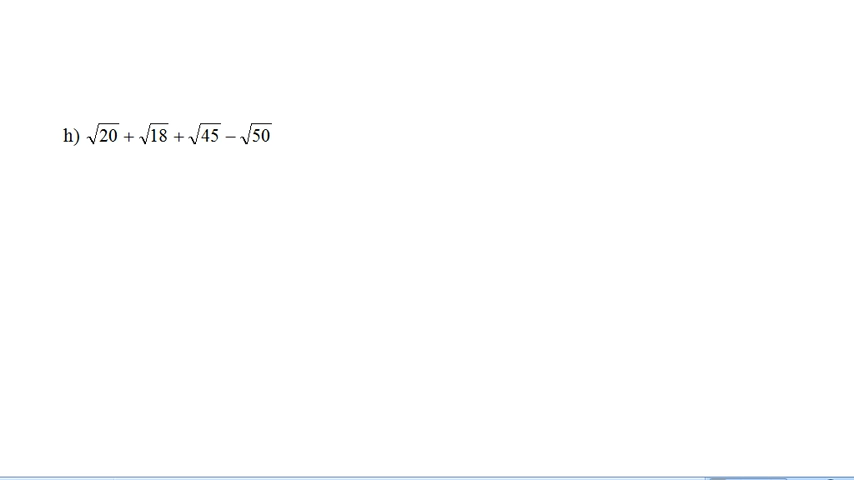 h) √20 + √18 + √45 − √50